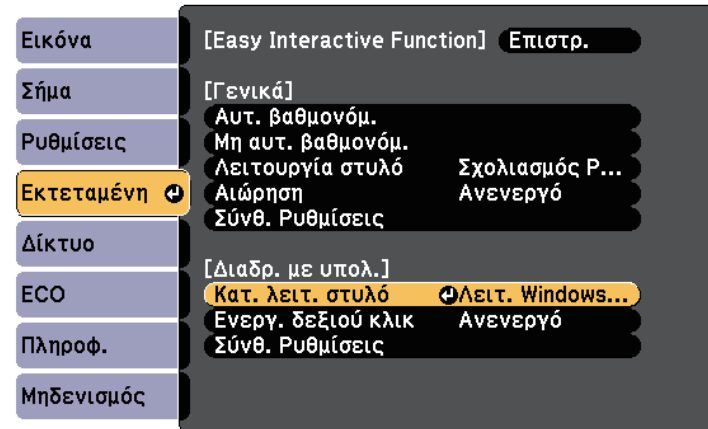 Εικόνα
Σήμα
Ρυθμίσεις
Εκτεταμένη
Δίκτυο
ECO
Πληροφ.
Μηδενισμός
[Easy Interactive Function] Επιστρ.
[Γενικά]
Αυτ. βαθμονόμ.
Μη αυτ. βαθμονόμ.
Λειτουργία στυλό Σχολιασμός P...
Αιώρηση Ανενεργό
Σύνθ. Ρυθμίσεις
[Διαδρ. με υπολ.]
Κατ. λειτ. στυλό Λειτ. Windows...
Ενεργ. δεξιού κλικ Ανενεργό
Σύνθ. Ρυθμίσεις